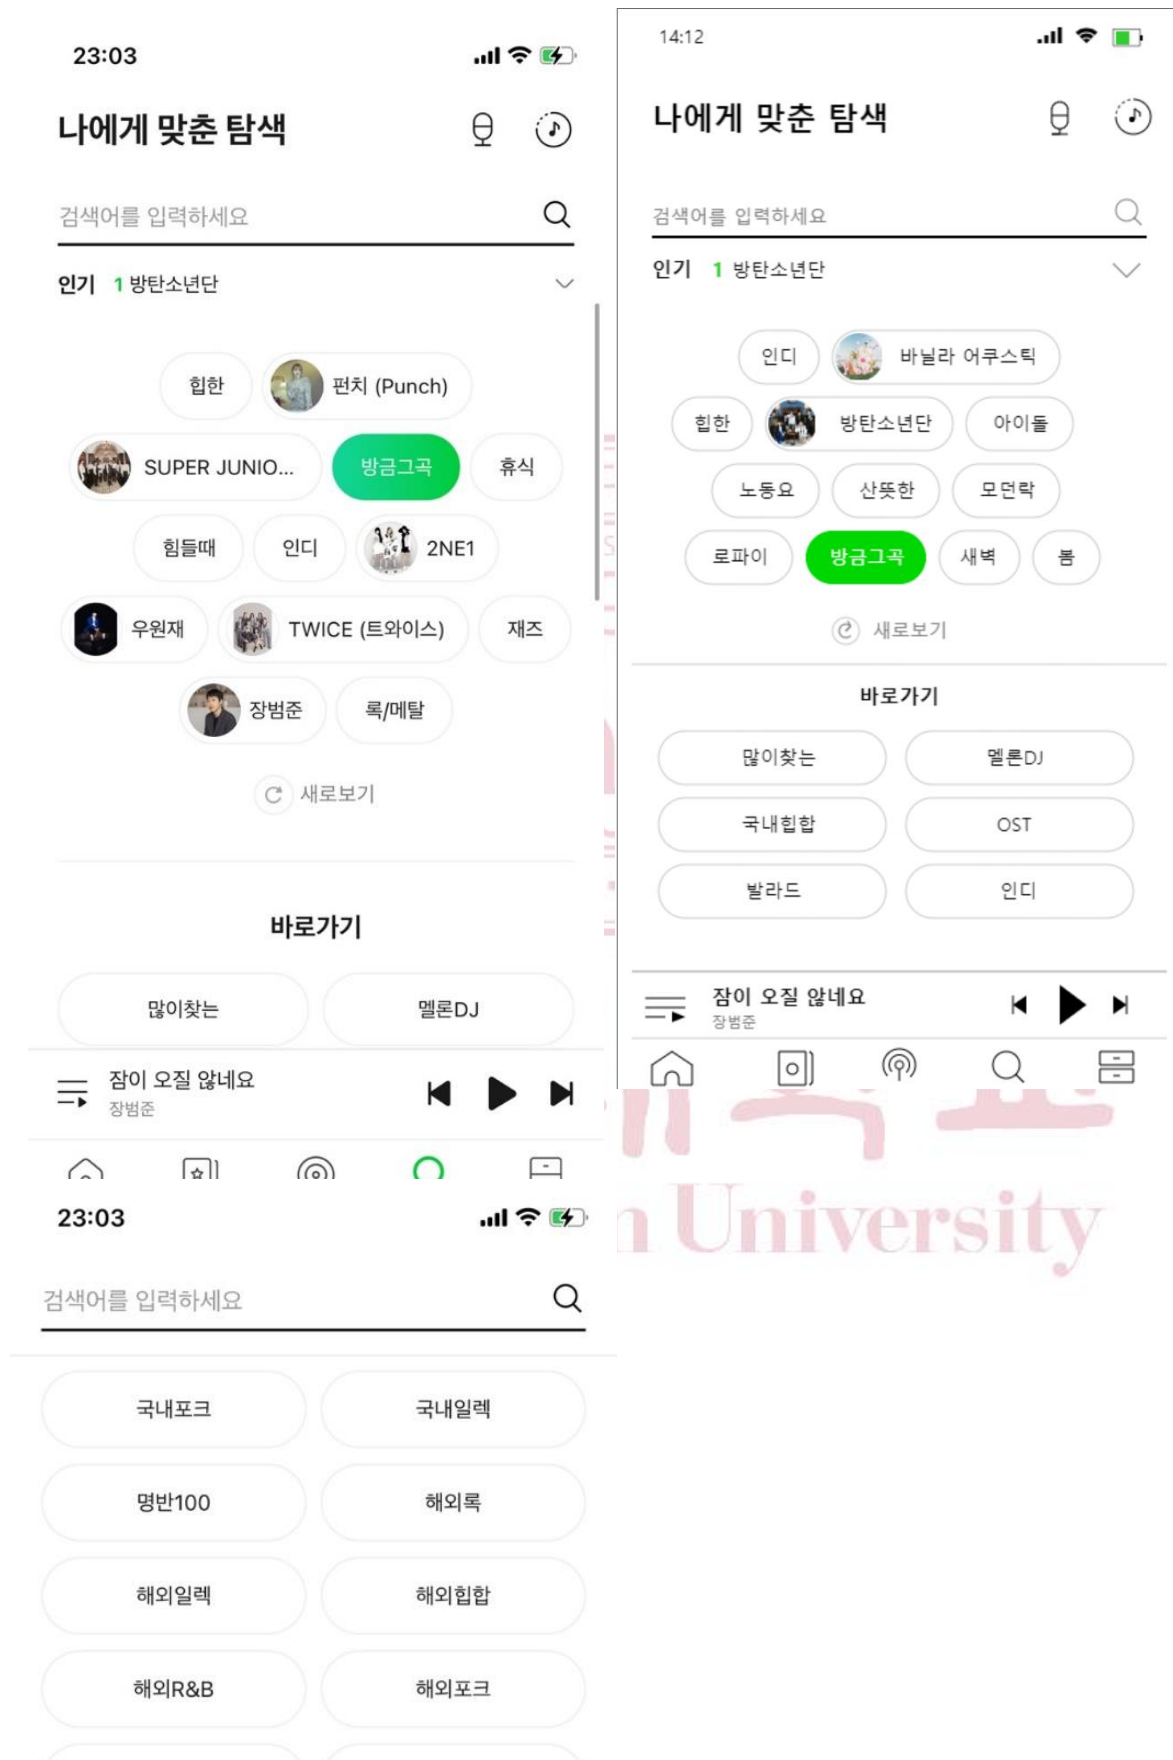 23:03
나에게 맞춘 탐색
검색어를 입력하세요
인기 1 방탄소년단
힙한 펀치 (Punch)
SUPER JUNIO... 방금그곡 휴식
힘들때 인디 2NE1
우원재 TWICE (트와이스) 재즈
장범준 록/메탈
새로보기
바로가기
많이찾는 멜론DJ
잠이 오질 않네요
장범준
14:12
나에게 맞춘 탐색
검색어를 입력하세요
인기 1 방탄소년단
인디 바닐라 어쿠스틱
힙한 방탄소년단 아이돌
노동요 산뜻한 모던락
로파이 방금그곡 새벽 봄
새로보기
바로가기
많이찾는 멜론DJ
국내힙합 OST
발라드 인디
잠이 오질 않네요
장범준
23:03
검색어를 입력하세요
국내포크 국내일렉
명반100 해외록
해외일렉 해외힙합
해외R&B 해외포크
University